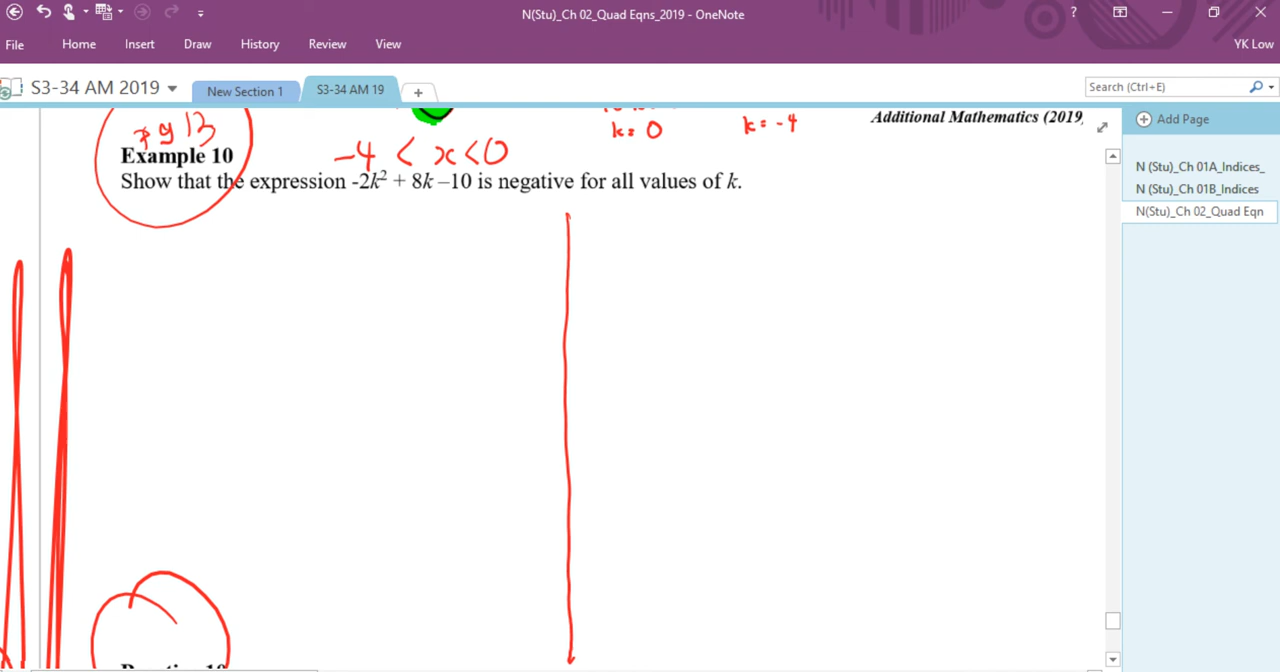 N(Stu)_Ch 02_Quad Eqns_2019 - OneNote
?
File Home Insert Draw History Review View
YK Low
S3-34 AM 2019
New Section 1
S3-34 AM 19
+
Search (Ctrl+E)
Add Page
N (Stu)_Ch 01A_Indices_
N (Stu)_Ch 01B_Indices
N(Stu)_Ch 02_Quad Eqn
Additional Mathematics (2019
k= 0
k= -4
pg 13
Example 10
-4 < x < 0
Show that the expression -2k² + 8k –10 is negative for all values of k.